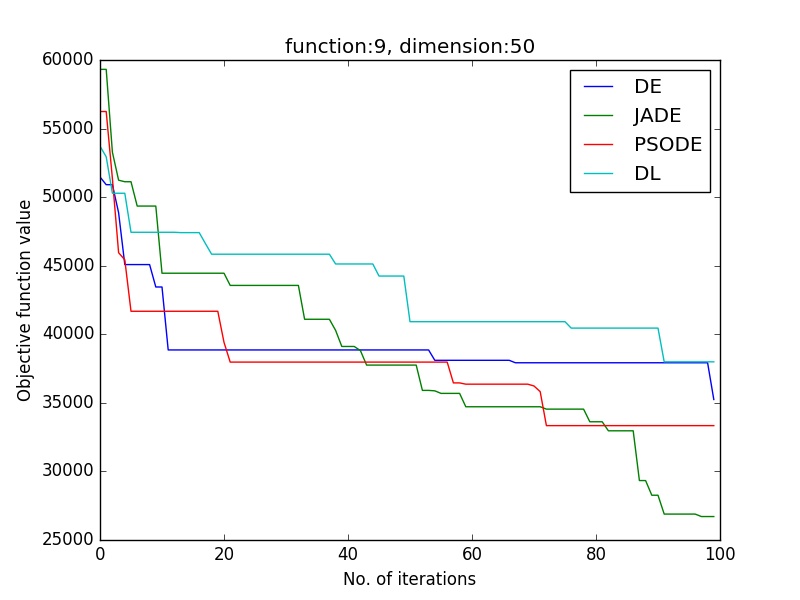 function:9, dimension:50
60000
55000
50000
45000
40000
35000
30000
25000
Objective function value
DE
JADE
PSODE
DL
0 20 40 60 80 100
No. of iterations